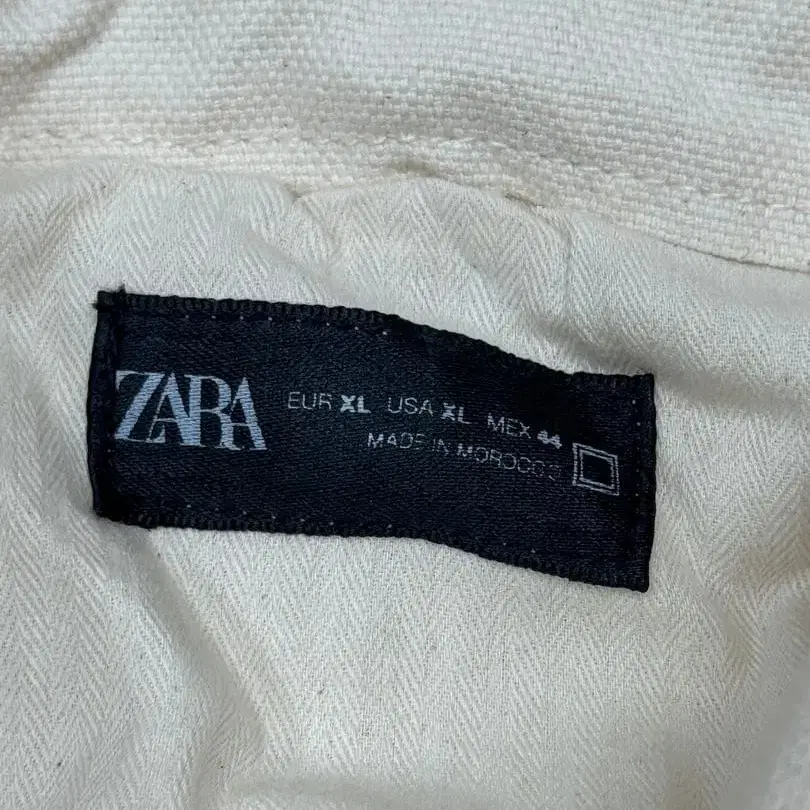 ZARA
EUR XL USA XL MEX 44
MADE IN MOROCCO